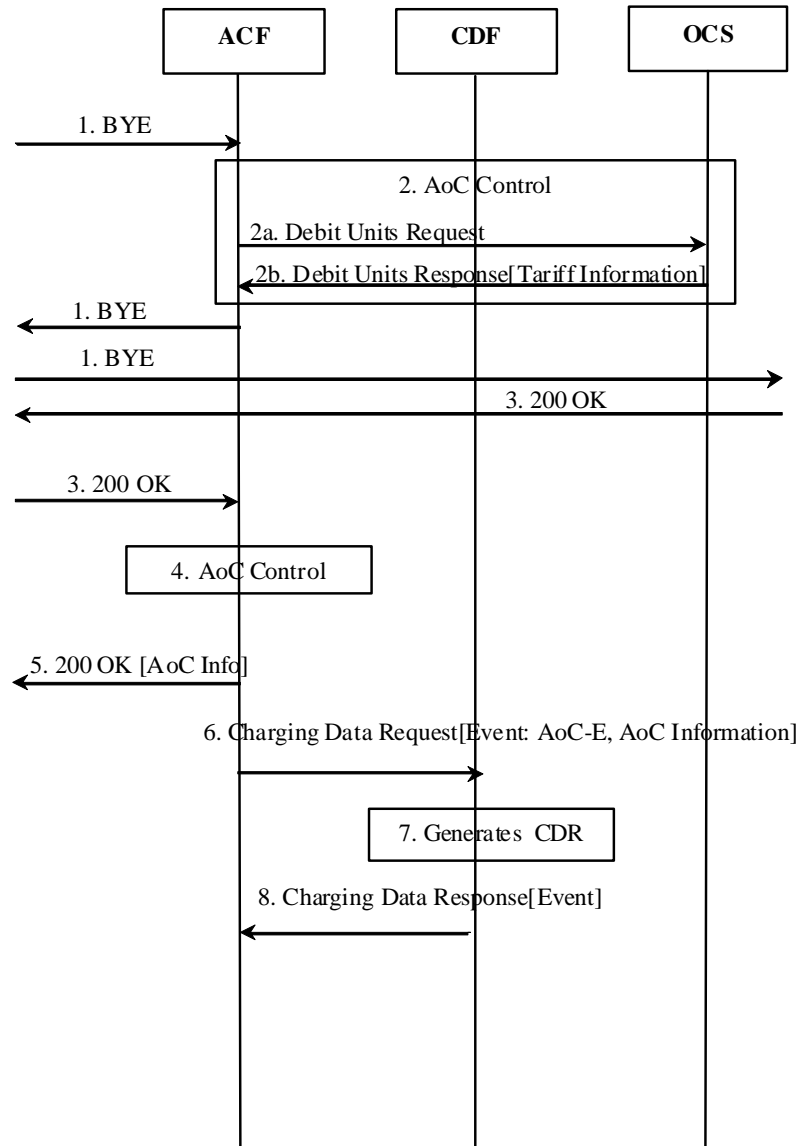 ACF
CDF
OCS
1. BYE
2. AoC Control
2a. Debit Units Request
2b. Debit Units Response[Tariff Information]
1. BYE
1. BYE
3. 200 OK
3. 200 OK
4. AoC Control
5. 200 OK [AoC Info]
6. Charging Data Request[Event: AoC-E, AoC Information]
7. Generates CDR
8. Charging Data Response[Event]